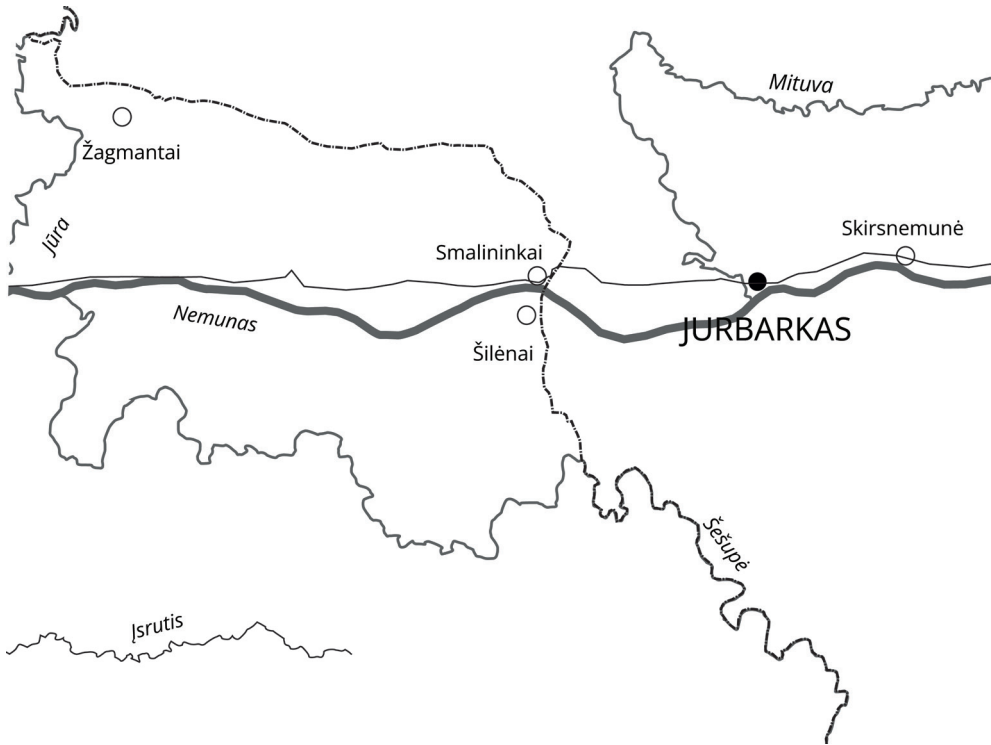 Mituva
Žagmantai
Jūra
Skirsnemunė
Smalininkai
Nemunas
JURBARKAS
Šilėnai
Šešupė
Įsrutis